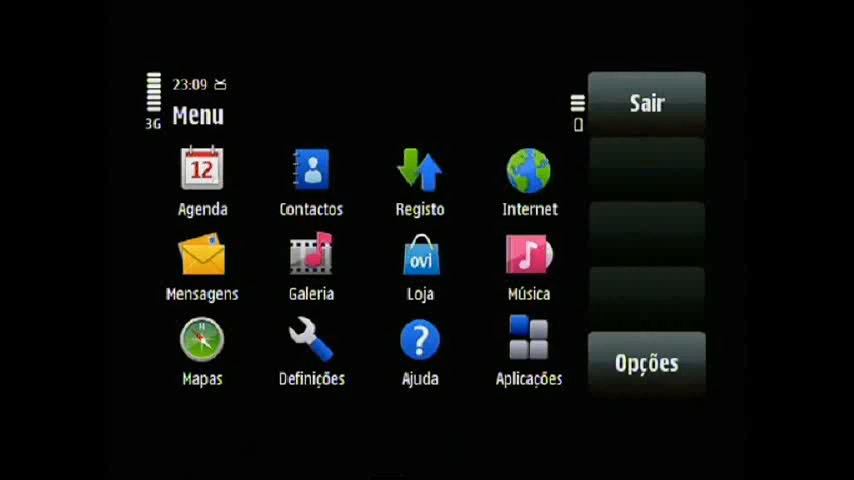 23:09
3G
Menu
Sair
12
Agenda
Contactos
Registo
Internet
ovi
Mensagens
Galeria
Loja
Música
N
Mapas
Definições
?
Ajuda
Aplicações
Opções